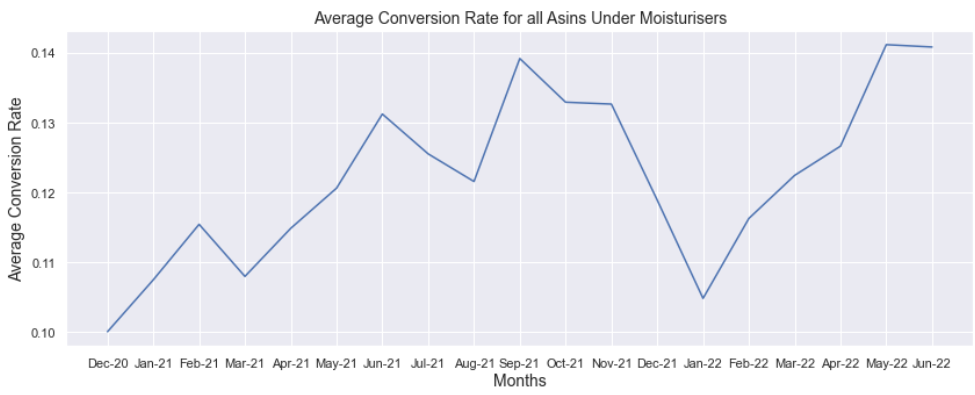 Average Conversion Rate for all Asins Under Moisturisers
Average Conversion Rate
0.14
0.13
0.12
0.11
0.10
Dec-20 Jan-21 Feb-21 Mar-21 Apr-21 May-21 Jun-21 Jul-21 Aug-21 Sep-21 Oct-21 Nov-21 Dec-21 Jan-22 Feb-22 Mar-22 Apr-22 May-22 Jun-22
Months